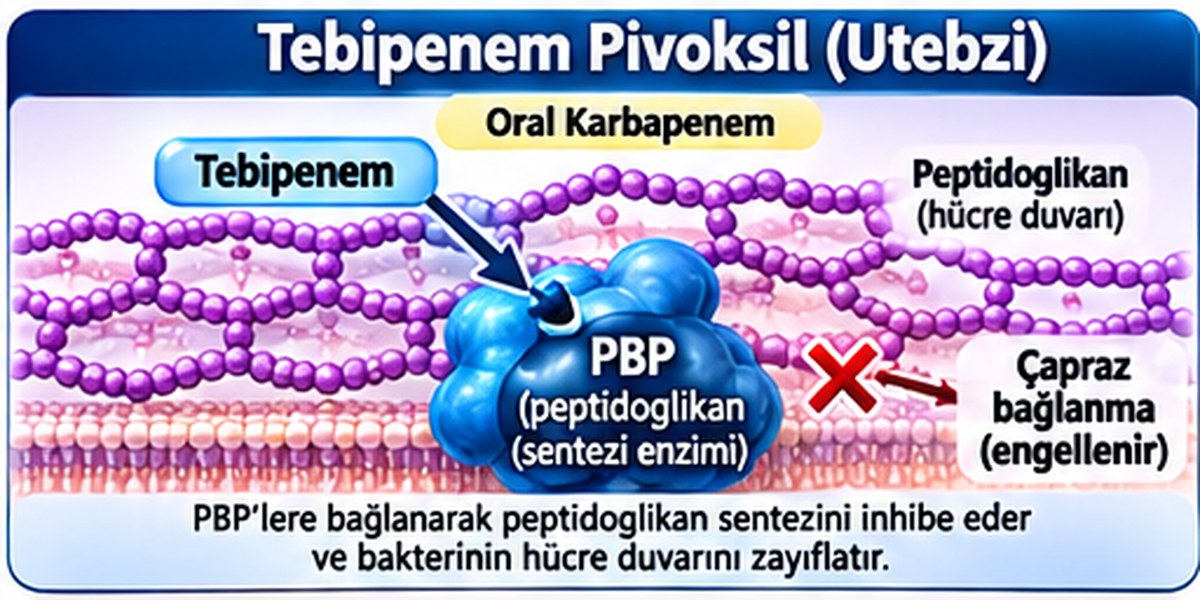 Tebipenem Pivoksil (Utebzi)
Oral Karbapenem
Tebipenem
Peptidoglikan
(hücre duvarı)
PBP
(peptidoglikan
(sentezi enzimi)
Çapraz
bağlanma
(engellenir)
PBP'lere bağlanarak peptidoglikan sentezini inhibe eder
ve bakterinin hücre duvarını zayıflatır.